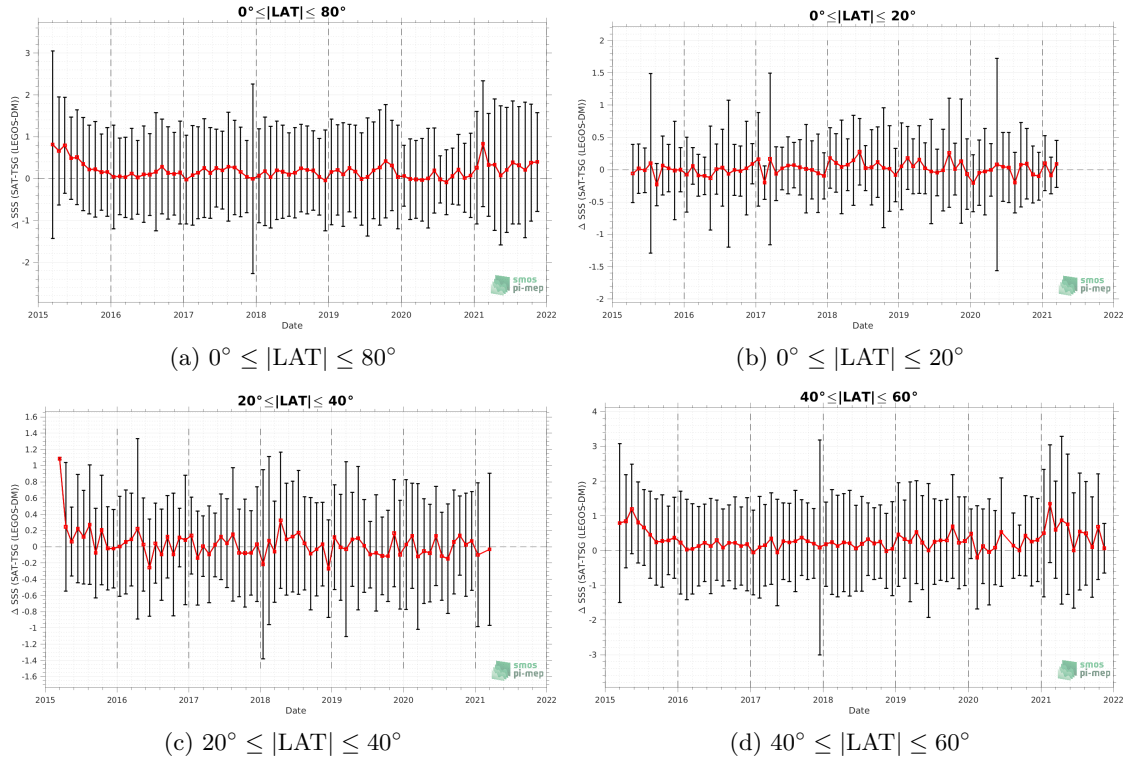 0°≤|LAT|≤ 80°
Δ SSS (SAT-TSG (LEGOS-DM))
3
2
1
0
-1
-2
2015 2016 2017 2018 2019 2020 2021 2022
Date
smos
pi-mep
(a) 0° ≤ |LAT| ≤ 80°
0°≤|LAT|≤ 20°
Δ SSS (SAT-TSG (LEGOS-DM))
2
1.5
1
0.5
0
-0.5
-1
-1.5
-2
2015 2016 2017 2018 2019 2020 2021 2022
Date
smos
pi-mep
(b) 0° ≤ |LAT| ≤ 20°
20°≤|LAT|≤ 40°
Δ SSS (SAT-TSG (LEGOS-DM))
1.6
1.4
1.2
1
0.8
0.6
0.4
0.2
0
-0.2
-0.4
-0.6
-0.8
-1
-1.2
-1.4
-1.6
2015 2016 2017 2018 2019 2020 2021 2022
Date
smos
pi-mep
(c) 20° ≤ |LAT| ≤ 40°
40°≤|LAT|≤ 60°
Δ SSS (SAT-TSG (LEGOS-DM))
4
3
2
1
0
-1
-2
-3
2015 2016 2017 2018 2019 2020 2021 2022
Date
smos
pi-mep
(d) 40° ≤ |LAT| ≤ 60°